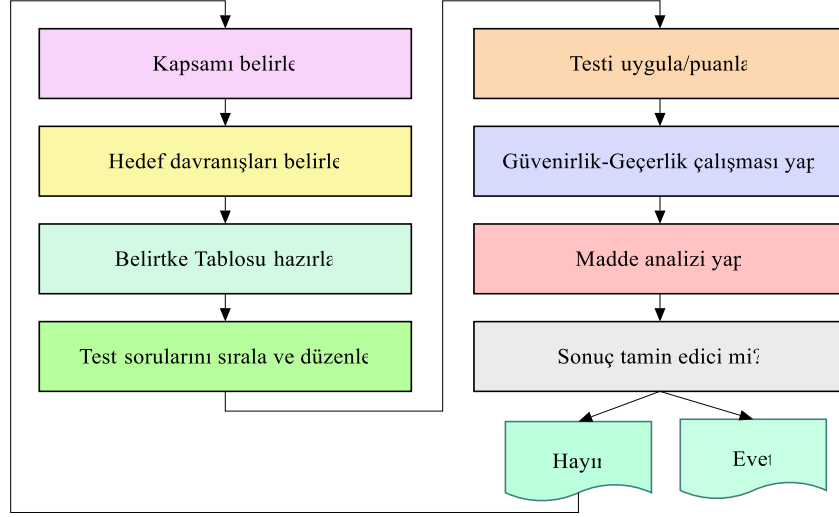 Kapsamı belirle
Hedef davranışları belirle
Belirtke Tablosu hazırla
Test sorularını sırala ve düzenle
Testi uygula/puanla
Güvenirlik-Geçerlik çalışması yap
Madde analizi yap
Sonuç tamin edici mi?
Hayır
Evet